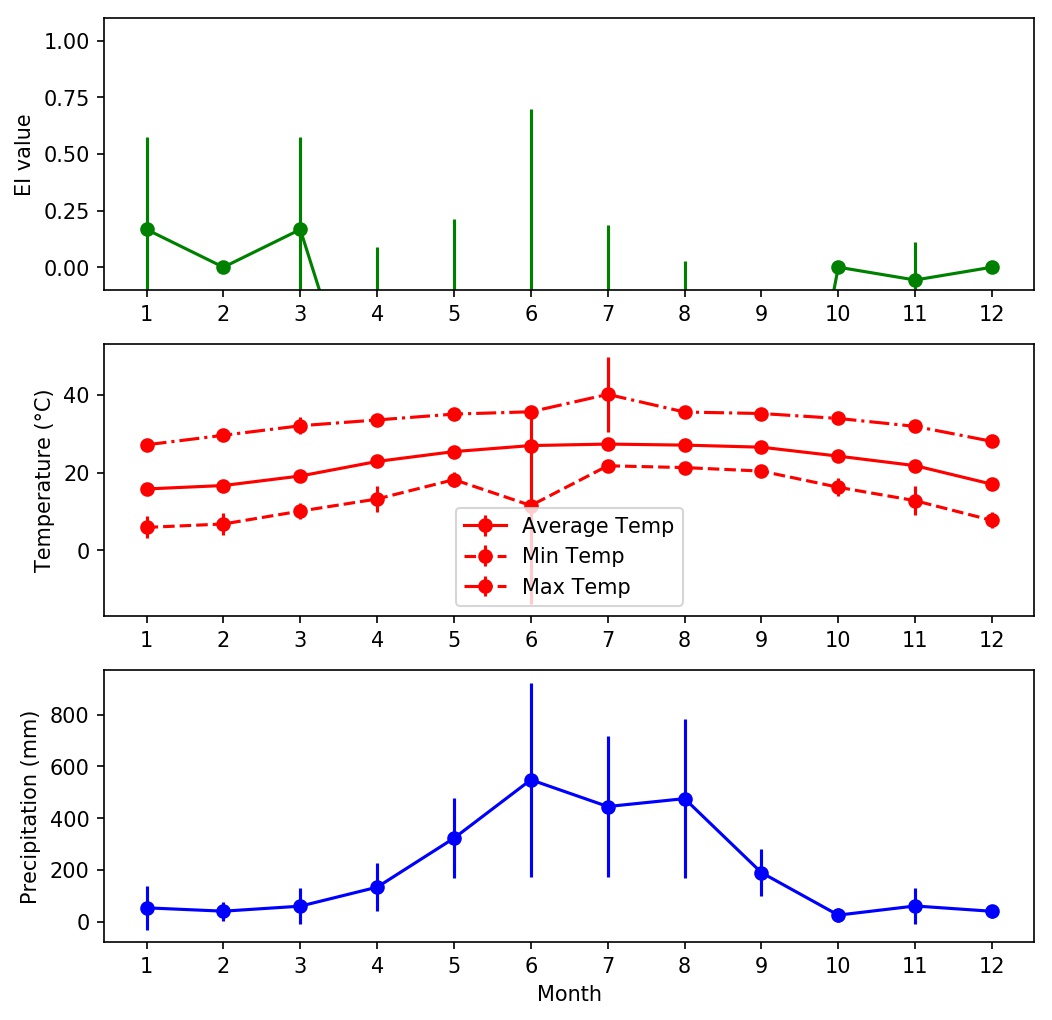 1.00
0.75
0.50
0.25
0.00
EI value
1 2 3 4 5 6 7 8 9 10 11 12
40
20
0
Temperature (°C)
Average Temp
Min Temp
Max Temp
1 2 3 4 5 6 7 8 9 10 11 12
800
600
400
200
0
Precipitation (mm)
1 2 3 4 5 6 7 8 9 10 11 12
Month